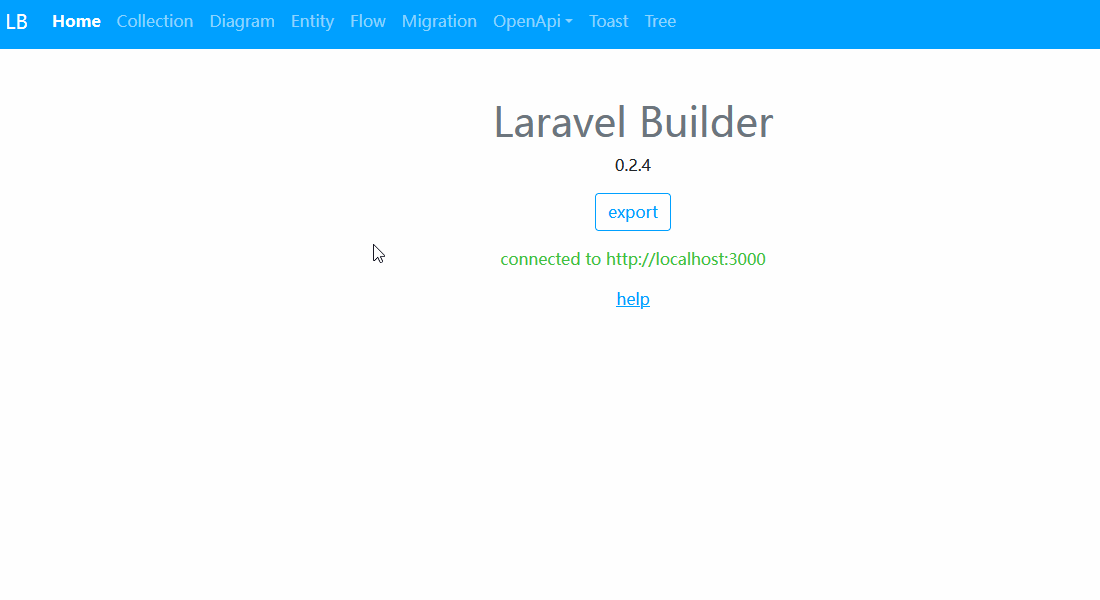 LB Home Collection Diagram Entity Flow Migration OpenApi Toast Tree
Laravel Builder
0.2.4
export
connected to http://localhost:3000
help